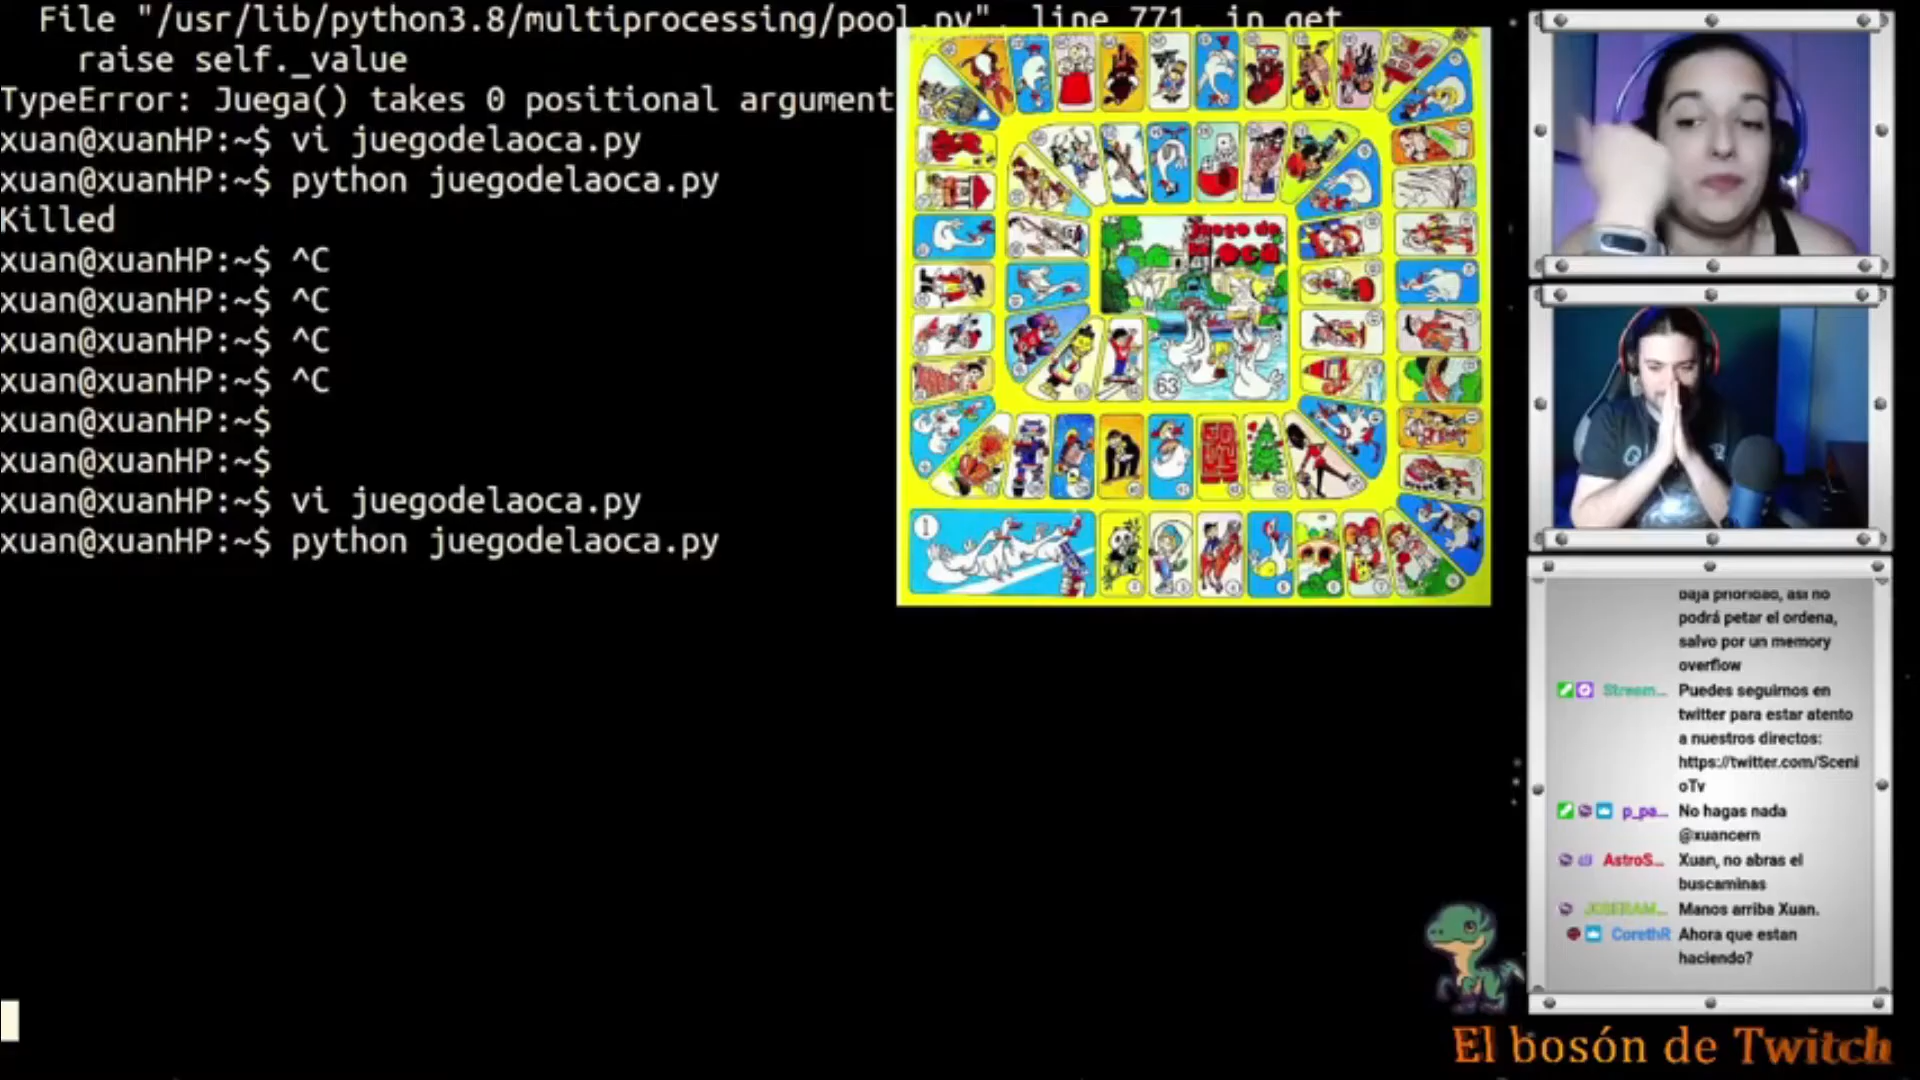 File "/usr/lib/python3.8/multiprocessing/pool.py", line 771, in get
raise self._value
TypeError: Juega() takes 0 positional argument
xuan@xuanHP:~$ vi juegodelaoca.py
xuan@xuanHP:~$ python juegodelaoca.py
Killed
xuan@xuanHP:~$ ^C
xuan@xuanHP:~$ ^C
xuan@xuanHP:~$ ^C
xuan@xuanHP:~$ ^C
xuan@xuanHP:~$
xuan@xuanHP:~$
xuan@xuanHP:~$ vi juegodelaoca.py
xuan@xuanHP:~$ python juegodelaoca.py
juego de
la oca
63
1
baja prioridad, así no
podrá petar el ordena,
salvo por un memory
overflow
Stream... Puedes seguirnos en
twitter para estar atento
a nuestros directos:
https://twitter.com/Sceni
oTv
p_pa... No hagas nada
@xuancern
AstroS... Xuan, no abras el
buscaminas
JOSERAM... Manos arriba Xuan.
CorethR Ahora que estan
haciendo?
El bosón de Twitch